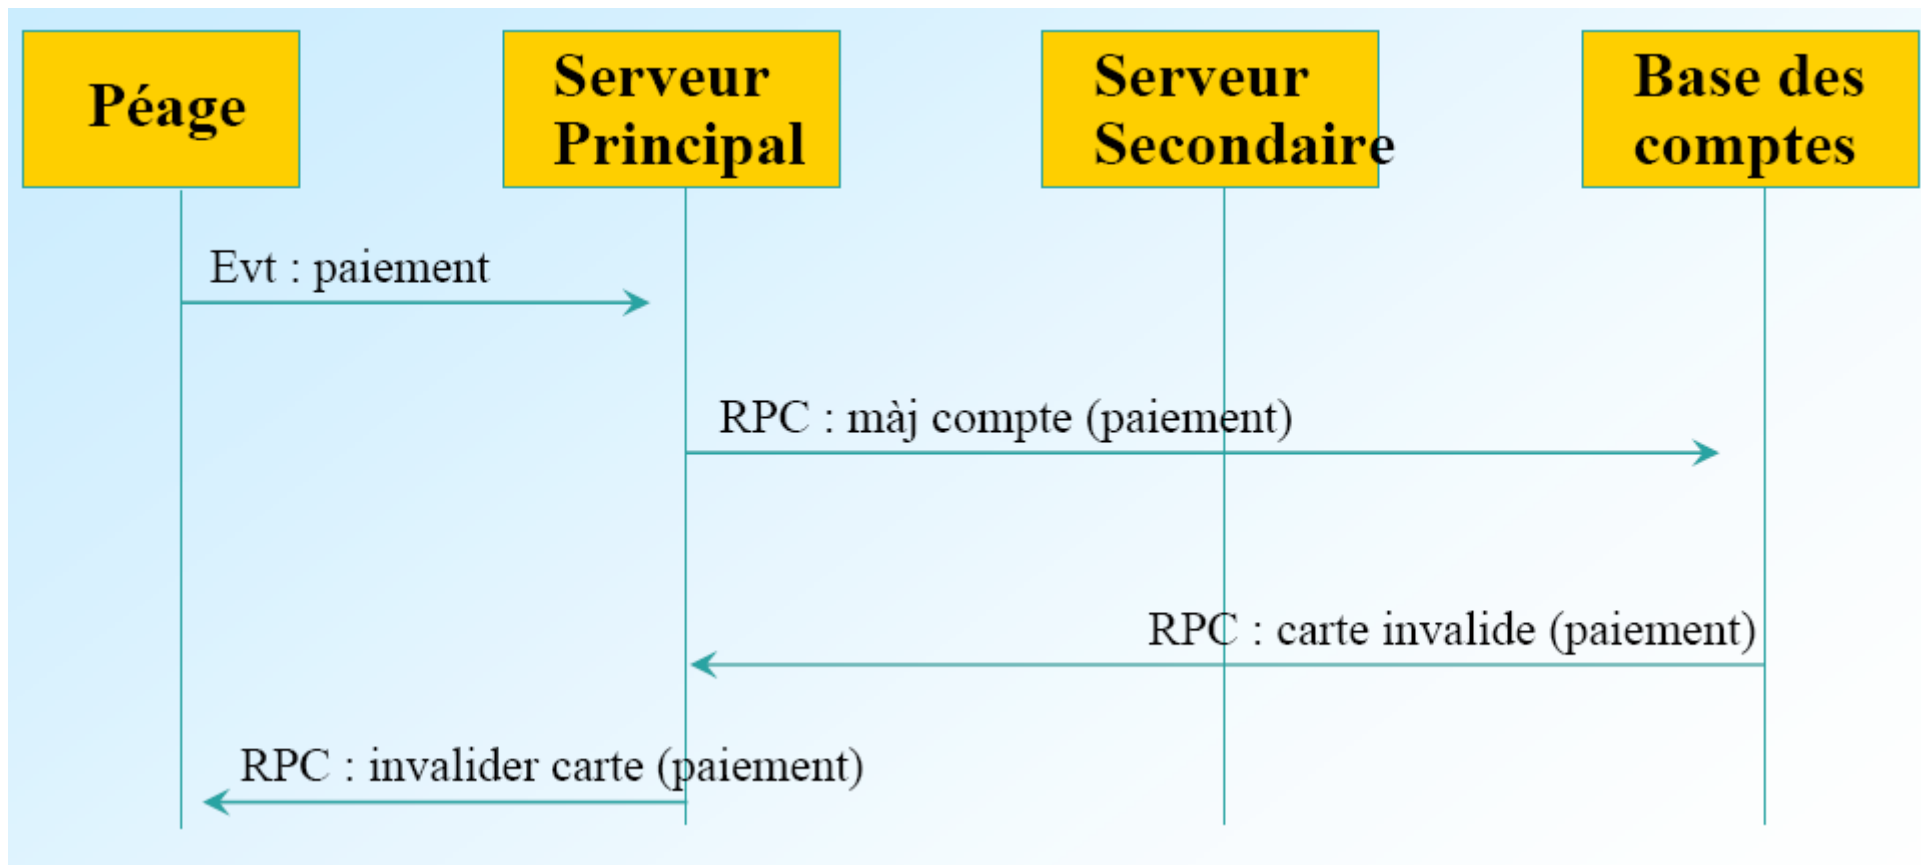 Péage
Serveur
Principal
Serveur
Secondaire
Base des
comptes
Evt : paiement
RPC : màj compte (paiement)
RPC : carte invalide (paiement)
RPC : invalider carte (paiement)